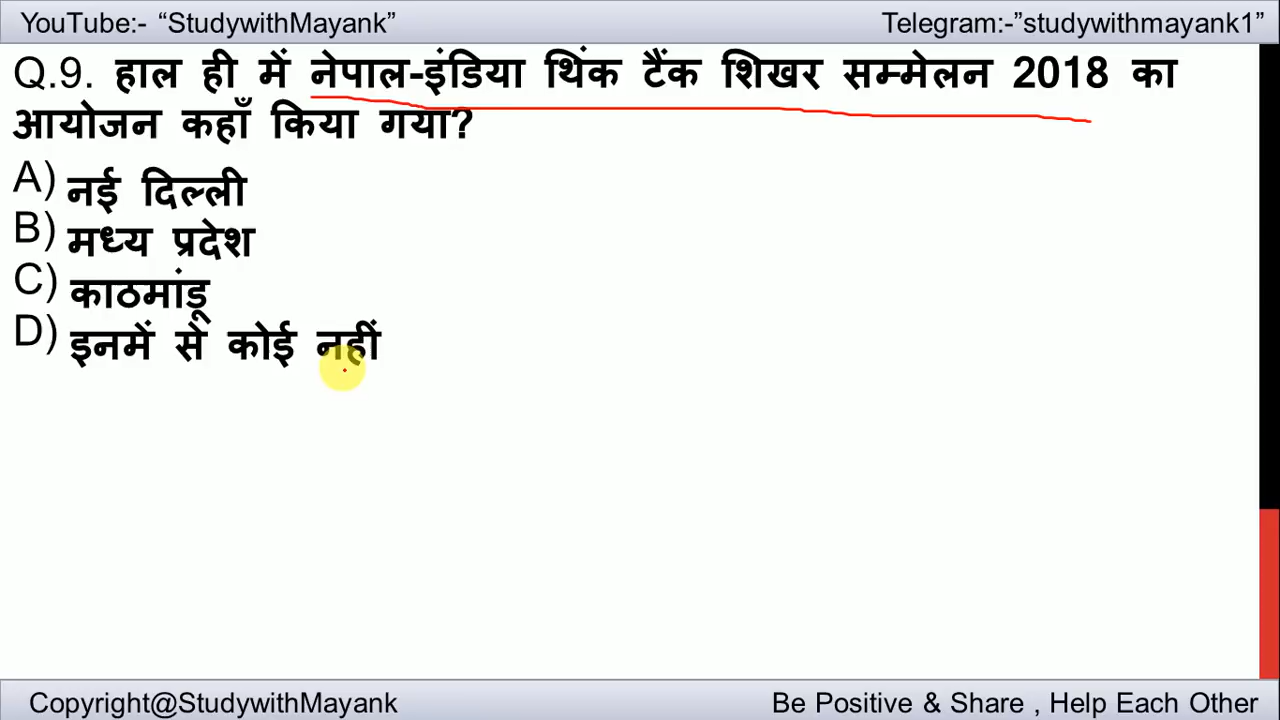 YouTube:- “StudywithMayank”
Telegram:-”studywithmayank1”
Q.9. हाल ही में नेपाल-इंडिया थिंक टैंक शिखर सम्मेलन 2018 का
आयोजन कहाँ किया गया?
A) नई दिल्ली
B) मध्य प्रदेश
C) काठमांडू
D) इनमें से कोई नहीं
Copyright@StudywithMayank
Be Positive & Share , Help Each Other